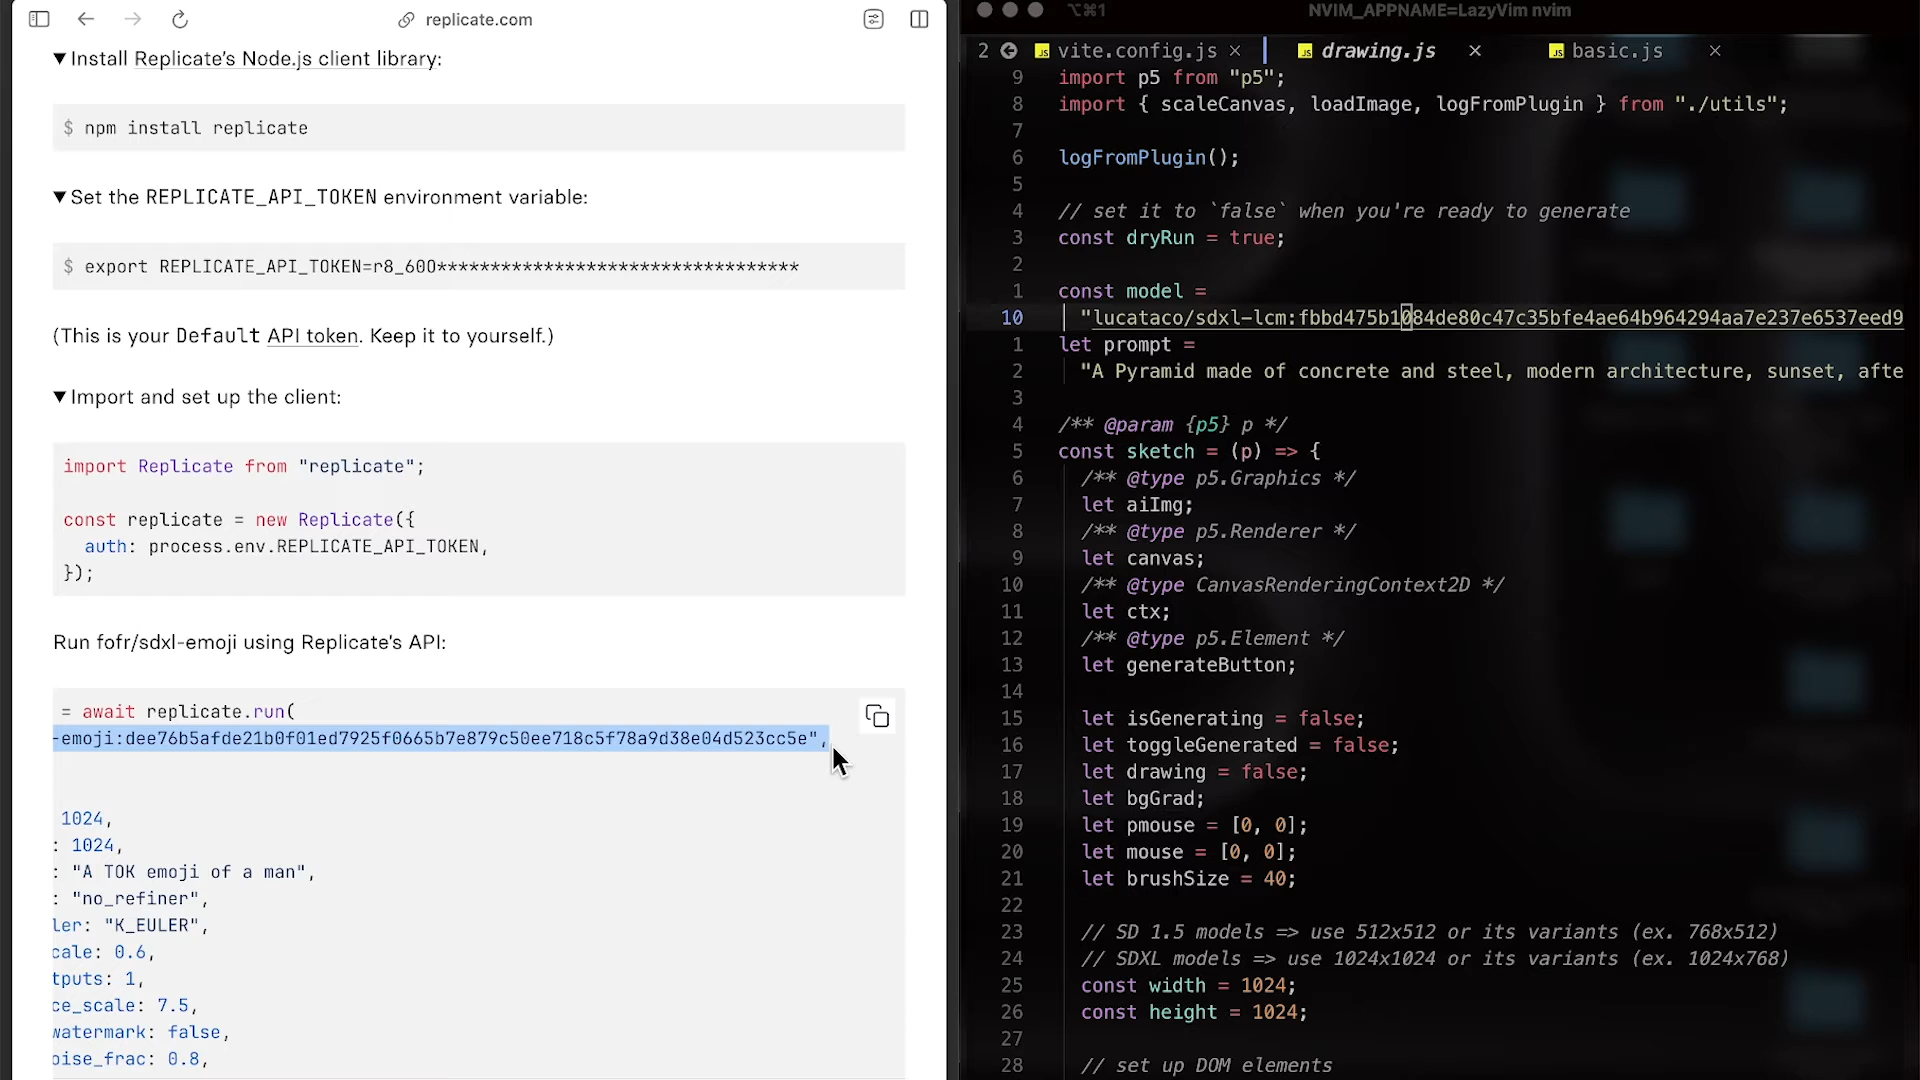 replicate.com
▼Install Replicate's Node.js client library:
$ npm install replicate
▼Set the REPLICATE_API_TOKEN environment variable:
$ export REPLICATE_API_TOKEN=r8_600**********************************
(This is your Default API token. Keep it to yourself.)
▼Import and set up the client:
import Replicate from "replicate";
const replicate = new Replicate({
auth: process.env.REPLICATE_API_TOKEN,
});
Run fofr/sdxl-emoji using Replicate's API:
= await replicate.run(
-emoji:dee76b5afde21b0f01ed7925f0665b7e879c50ee718c5f78a9d38e04d523cc5e",
1024,
: 1024,
: "A TOK emoji of a man",
: "no_refiner",
ler: "K_EULER",
cale: 0.6,
tputs: 1,
ce_scale: 7.5,
watermark: false,
oise_frac: 0.8,
⌥⌘1 NVIM_APPNAME=LazyVim nvim
2 JS vite.config.js × JS drawing.js × JS basic.js ×
9 import p5 from "p5";
8 import { scaleCanvas, loadImage, logFromPlugin } from "./utils";
7
6 logFromPlugin();
5
4 // set it to `false` when you're ready to generate
3 const dryRun = true;
2
1 const model =
10 "lucataco/sdxl-lcm:fbbd475b1084de80c47c35bfe4ae64b964294aa7e237e6537eed9
1 let prompt =
2 "A Pyramid made of concrete and steel, modern architecture, sunset, afte
3
4 /** @param {p5} p */
5 const sketch = (p) => {
6 /** @type p5.Graphics */
7 let aiImg;
8 /** @type p5.Renderer */
9 let canvas;
10 /** @type CanvasRenderingContext2D */
11 let ctx;
12 /** @type p5.Element */
13 let generateButton;
14
15 let isGenerating = false;
16 let toggleGenerated = false;
17 let drawing = false;
18 let bgGrad;
19 let pmouse = [0, 0];
20 let mouse = [0, 0];
21 let brushSize = 40;
22
23 // SD 1.5 models => use 512x512 or its variants (ex. 768x512)
24 // SDXL models => use 1024x1024 or its variants (ex. 1024x768)
25 const width = 1024;
26 const height = 1024;
27
28 // set up DOM elements